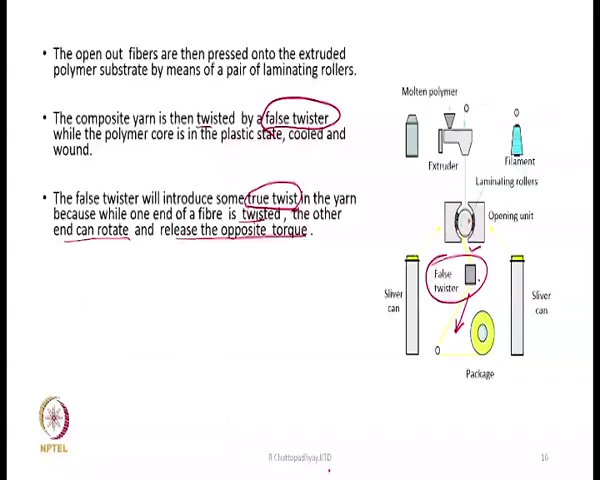 • The open out fibers are then pressed onto the extruded
polymer substrate by means of a pair of laminating rollers.
• The composite yarn is then twisted by a false twister
while the polymer core is in the plastic state, cooled and
wound.
• The false twister will introduce some true twist in the yarn
because while one end of a fibre is twisted , the other
end can rotate and release the opposite torque .
Molten polymer
Extruder
Filament
Laminating rollers
Opening unit
False
twister
Sliver
can
Sliver
can
Package
NPTEL
R Chattopadhyay,IITD
16